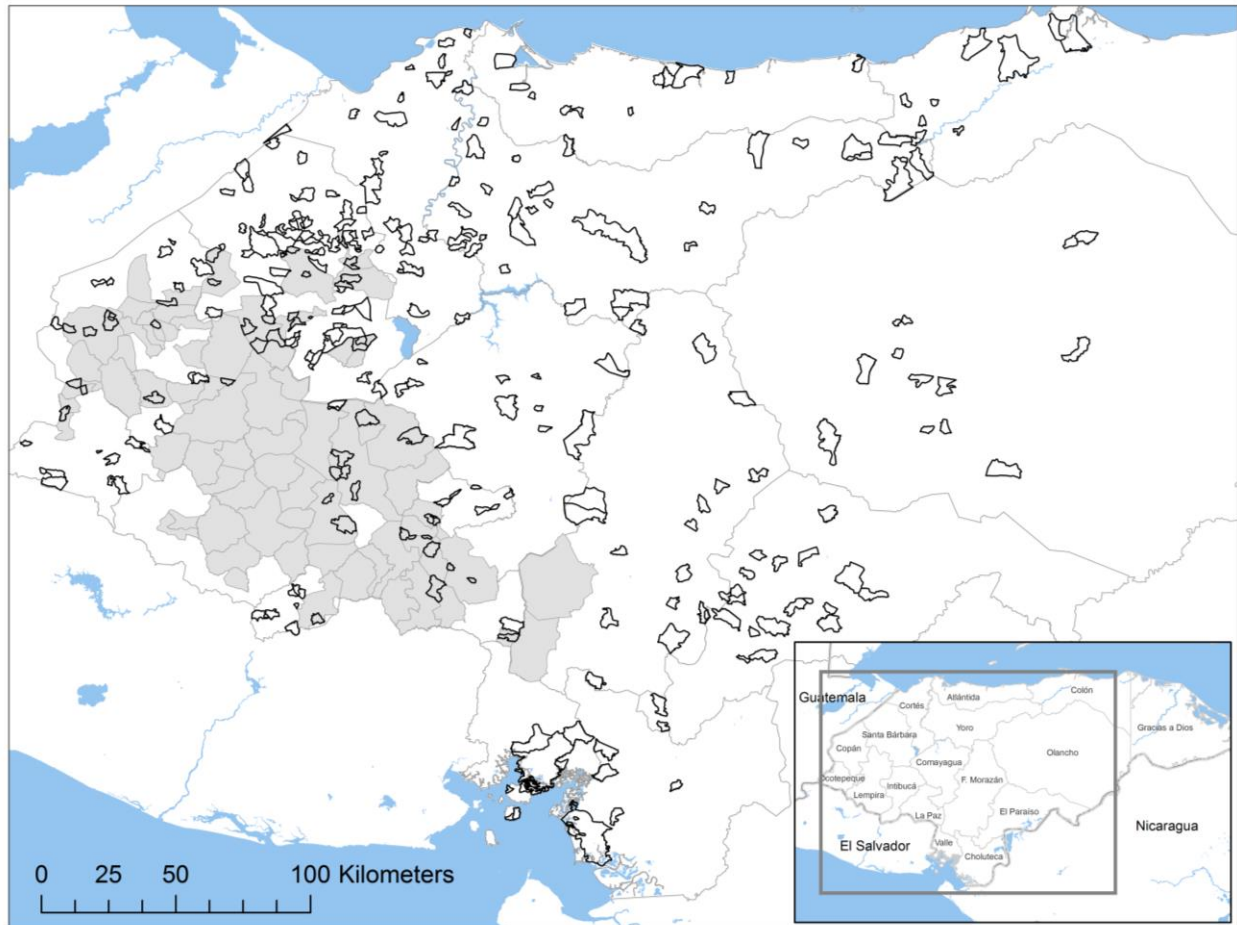 0 25 50 100 Kilometers
Guatemala
Atlántida
Colón
Cortés
Yoro
Gracias a Dios
Santa Bárbara
Copán
Olancho
Comayagua
Ocotepeque
Intibucá
F. Morazán
Lempira
El Paraíso
La Paz
Nicaragua
El Salvador
Valle
Choluteca